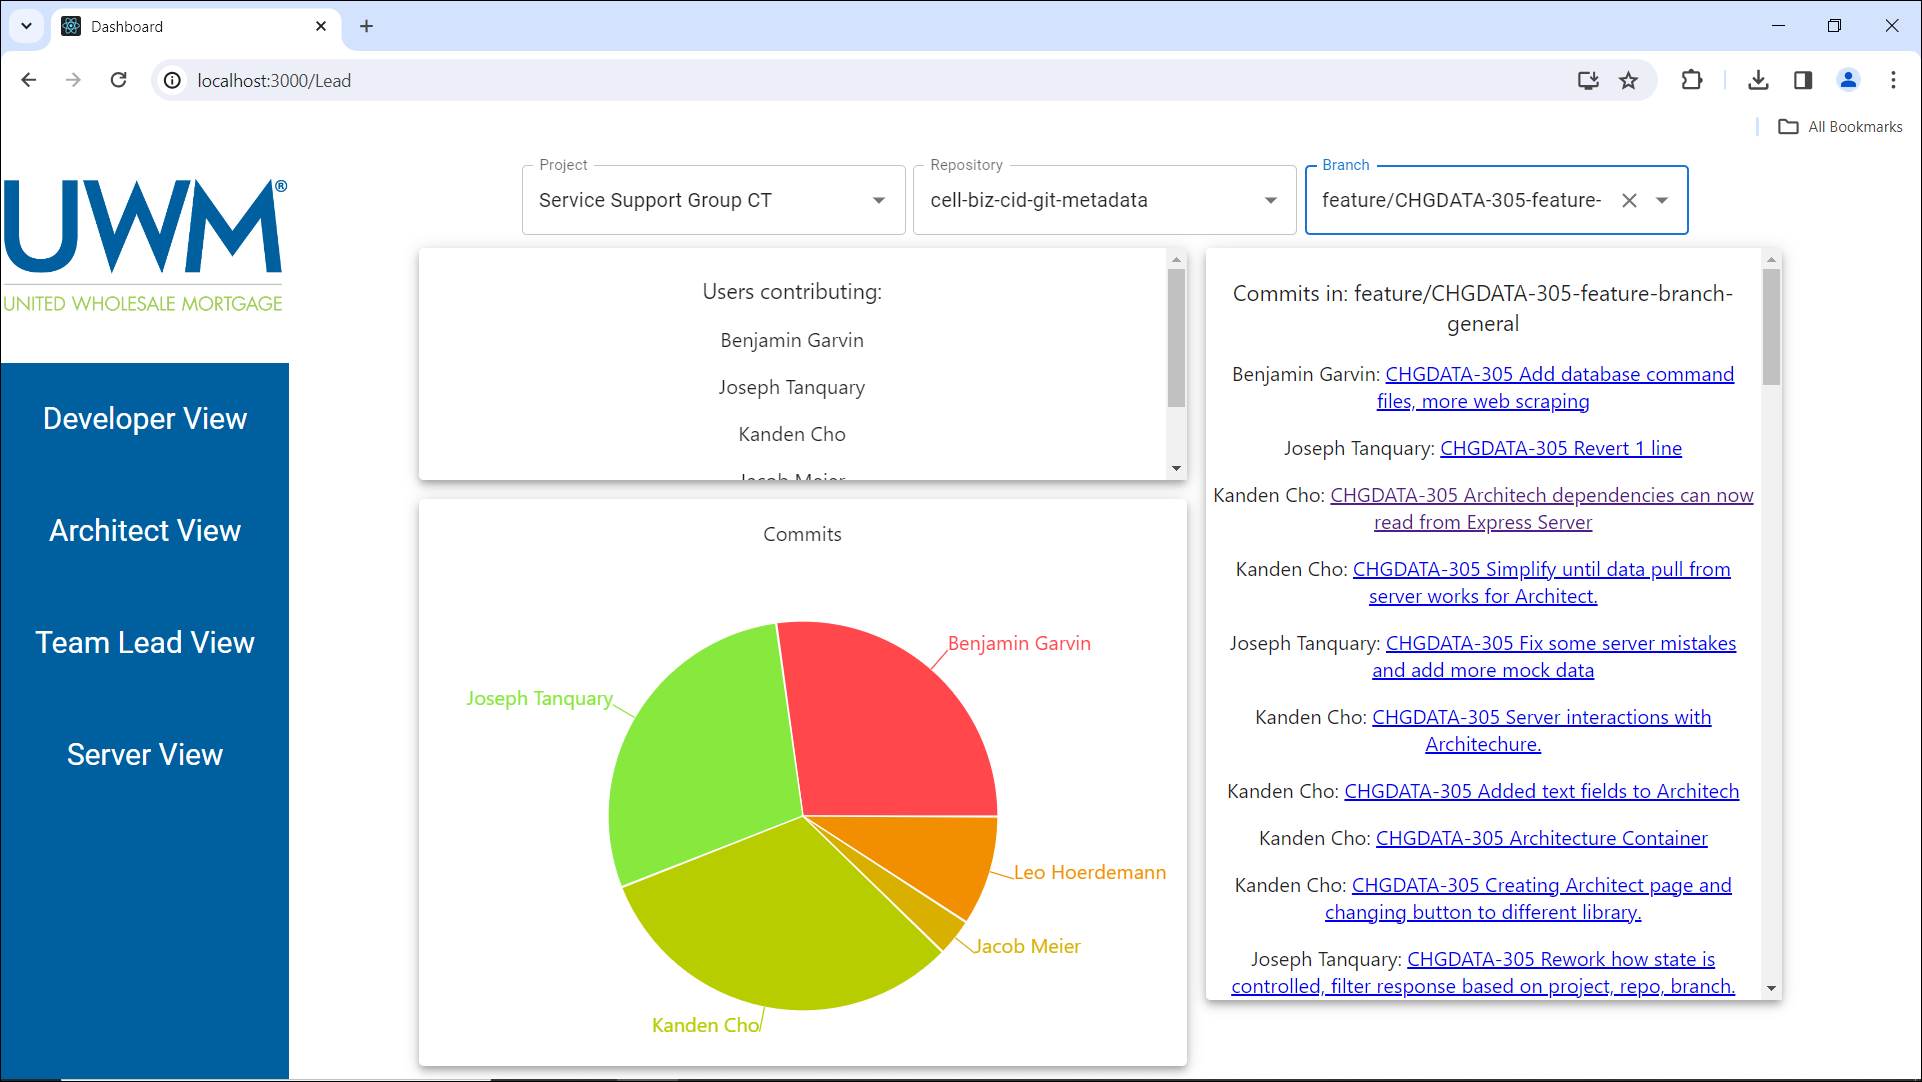 Dashboard
localhost:3000/Lead
All Bookmarks
UWM®
UNITED WHOLESALE MORTGAGE
Developer View
Architect View
Team Lead View
Server View
Project
Service Support Group CT
Repository
cell-biz-cid-git-metadata
Branch
feature/CHGDATA-305-feature-
Users contributing:
Benjamin Garvin
Joseph Tanquary
Kanden Cho
Jacob Meier
Commits
Benjamin Garvin
Joseph Tanquary
Leo Hoerdemann
Jacob Meier
Kanden Cho
Commits in: feature/CHGDATA-305-feature-branch-
general
Benjamin Garvin: CHGDATA-305 Add database command
files, more web scraping
Joseph Tanquary: CHGDATA-305 Revert 1 line
Kanden Cho: CHGDATA-305 Architech dependencies can now
read from Express Server
Kanden Cho: CHGDATA-305 Simplify until data pull from
server works for Architect.
Joseph Tanquary: CHGDATA-305 Fix some server mistakes
and add more mock data
Kanden Cho: CHGDATA-305 Server interactions with
Architechure.
Kanden Cho: CHGDATA-305 Added text fields to Architech
Kanden Cho: CHGDATA-305 Architecture Container
Kanden Cho: CHGDATA-305 Creating Architect page and
changing button to different library.
Joseph Tanquary: CHGDATA-305 Rework how state is
controlled, filter response based on project, repo, branch.